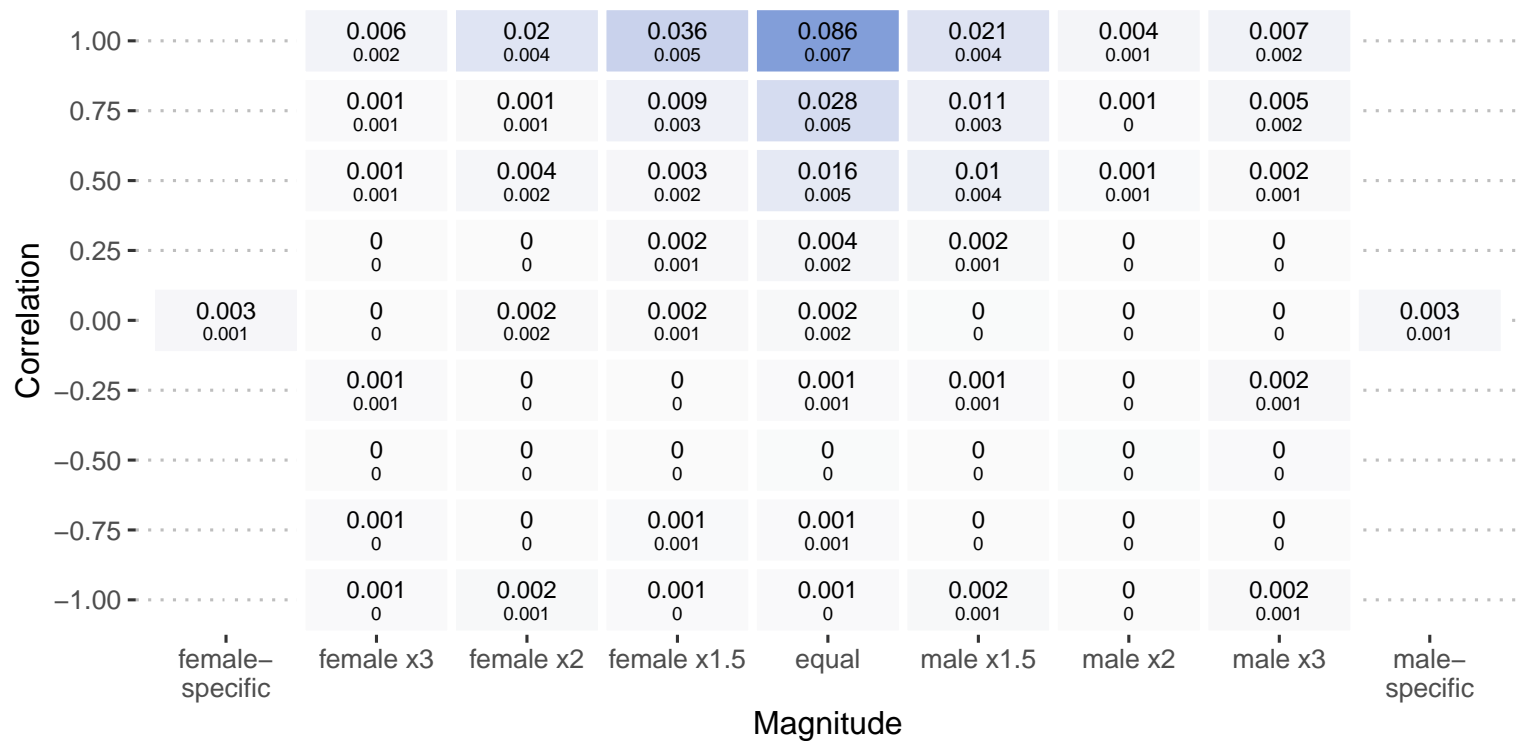 1.00 0.006 0.02 0.036 0.086 0.021 0.004 0.007
0.002 0.004 0.005 0.007 0.004 0.001 0.002
0.75 0.001 0.001 0.009 0.028 0.011 0.001 0.005
0.001 0.001 0.003 0.005 0.003 0 0.002
0.50 0.001 0.004 0.003 0.016 0.01 0.001 0.002
0.001 0.002 0.002 0.005 0.004 0.001 0.001
0.25 0 0 0.002 0.004 0.002 0 0
0 0 0.001 0.002 0.001 0 0
0.00 0.003 0 0.002 0.002 0.002 0 0 0 0.003
0.001 0 0.002 0.001 0.002 0 0 0 0.001
−0.25 0.001 0 0 0.001 0.001 0 0.002
0.001 0 0 0.001 0.001 0 0.001
−0.50 0 0 0 0 0 0 0
0 0 0 0 0 0 0
−0.75 0.001 0 0.001 0.001 0 0 0
0 0 0.001 0.001 0 0 0
−1.00 0.001 0.002 0.001 0.001 0.002 0 0.002
0 0.001 0 0 0.001 0 0.001
Correlation
female− female x3 female x2 female x1.5 equal male x1.5 male x2 male x3 male−
specific specific
Magnitude